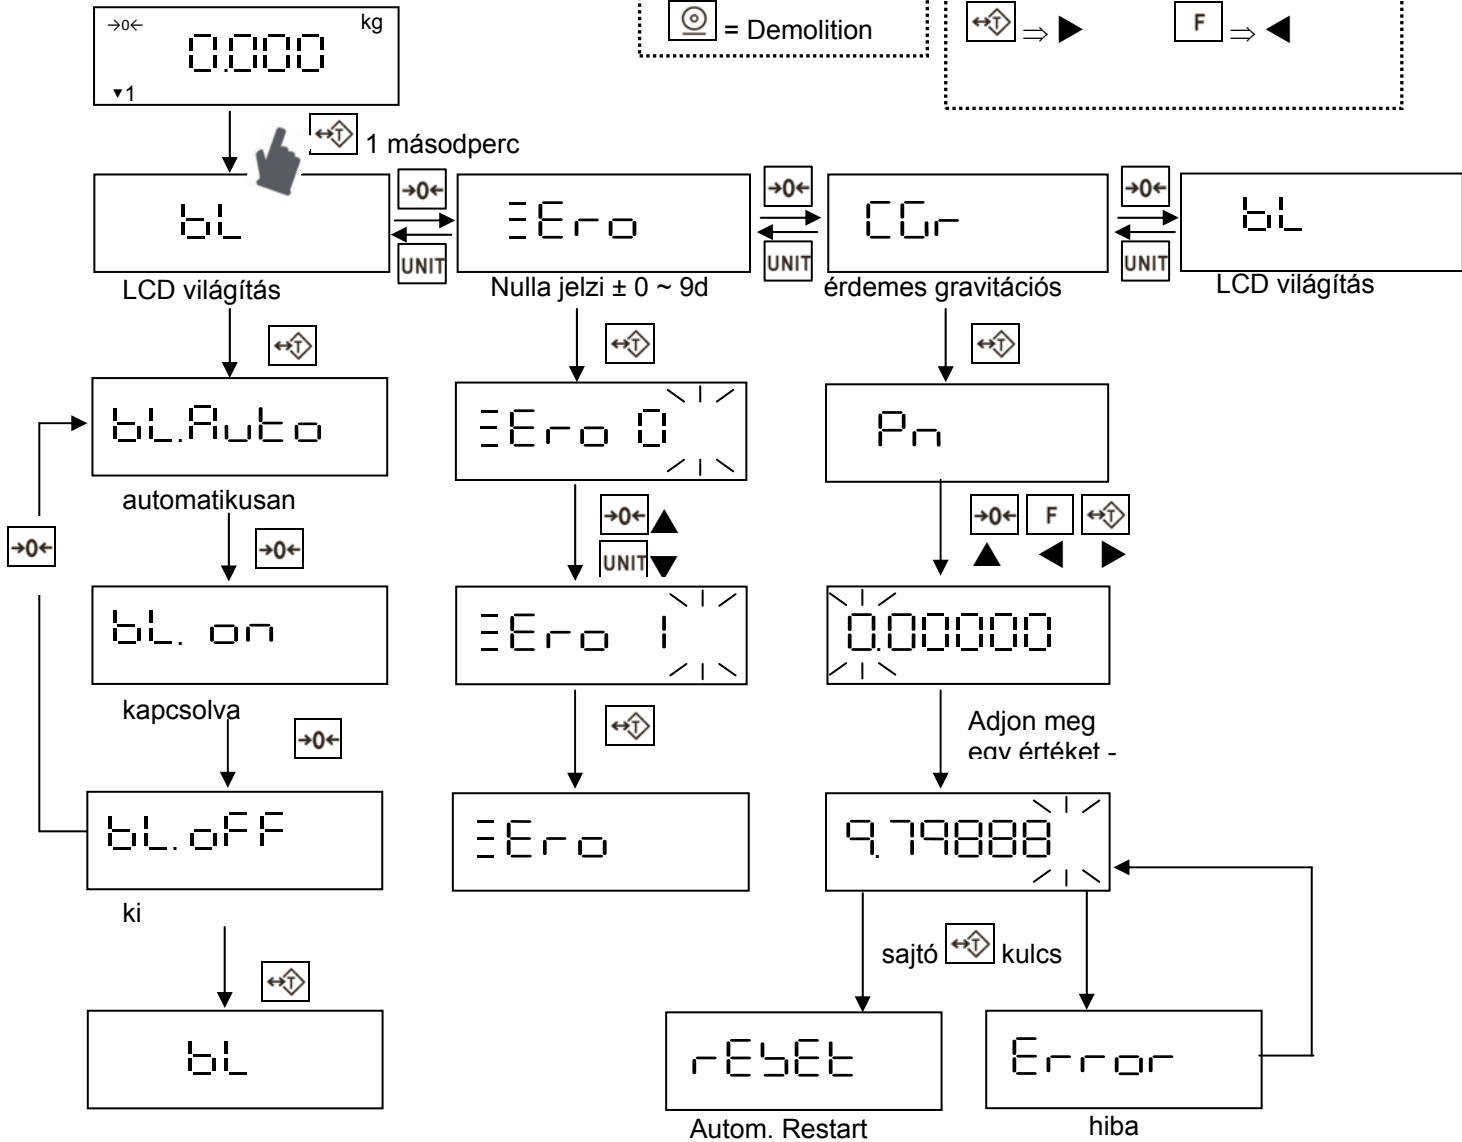 →0← kg
0.000
▼1
= Demolition
⇒ ▶ F ⇒ ◀
1 másodperc
bL →0← UNIT ZEro →0← UNIT CGr →0← UNIT bL
LCD világítás Nulla jelzi ± 0 ~ 9d érdemes gravitációs LCD világítás
bL.Auto ZEro 0 Pn
automatikusan
→0← →0← →0← ▲ UNIT ▼ →0← F T
▲ ◀ ▶
bL. on ZEro 1 0.00000
kapcsolva
→0←
Adjon meg
egy értéket -
bL.oFF ZEro 9.79888
ki
sajtó T kulcs
bL rESEt Error
Autom. Restart hiba